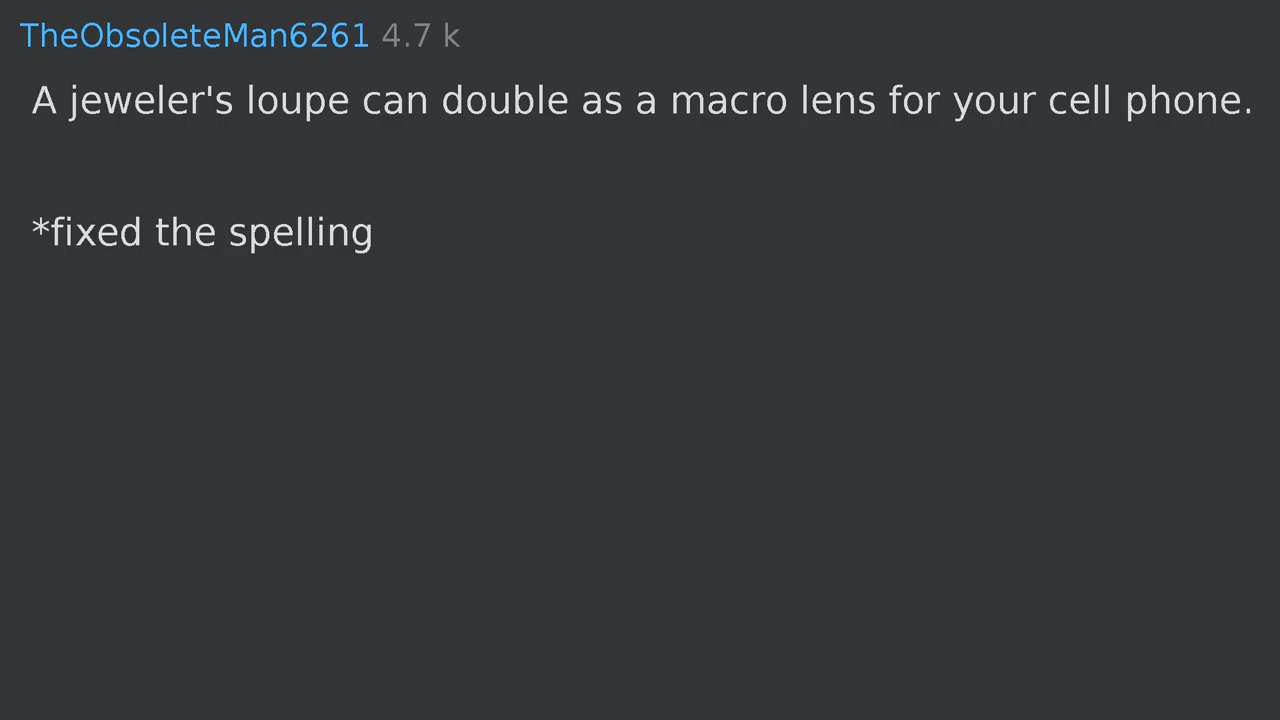 TheObsoleteMan6261 4.7 k
A jeweler's loupe can double as a macro lens for your cell phone.
*fixed the spelling